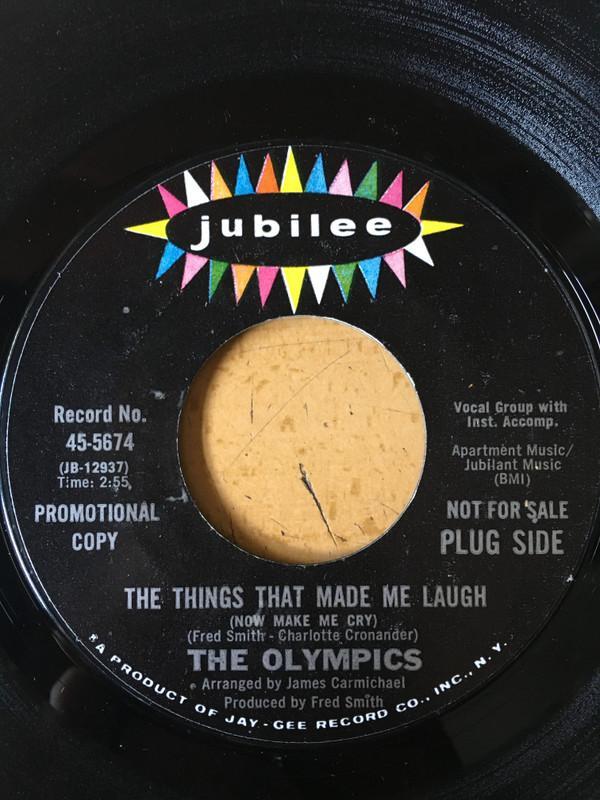 jubilee
Record No.
45-5674
(JB-12937)
Time: 2:55
PROMOTIONAL
COPY
Vocal Group with
Inst. Accomp.
Apartment Music/
Jubilant Music
(BMI)
NOT FOR SALE
PLUG SIDE
THE THINGS THAT MADE ME LAUGH
(NOW MAKE ME CRY)
(Fred Smith - Charlotte Cronander)
THE OLYMPICS
Arranged by James Carmichael
Produced by Fred Smith
A PRODUCT OF JAY-GEE RECORD CO., INC., N.Y.